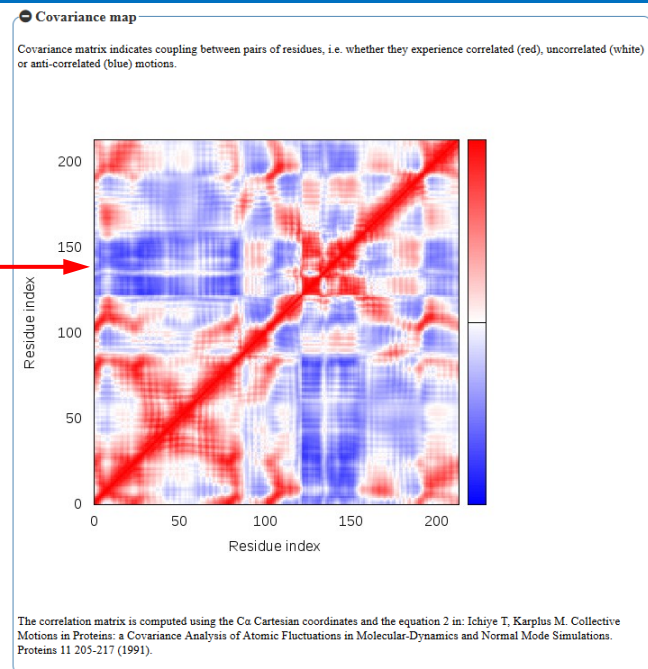 Covariance map
Covariance matrix indicates coupling between pairs of residues, i.e. whether they experience correlated (red), uncorrelated (white)
or anti-correlated (blue) motions.
200
150
100
50
0
Residue index
0 50 100 150 200
Residue index
The correlation matrix is computed using the Cα Cartesian coordinates and the equation 2 in: Ichiye T, Karplus M. Collective
Motions in Proteins: a Covariance Analysis of Atomic Fluctuations in Molecular-Dynamics and Normal Mode Simulations.
Proteins 11 205-217 (1991).